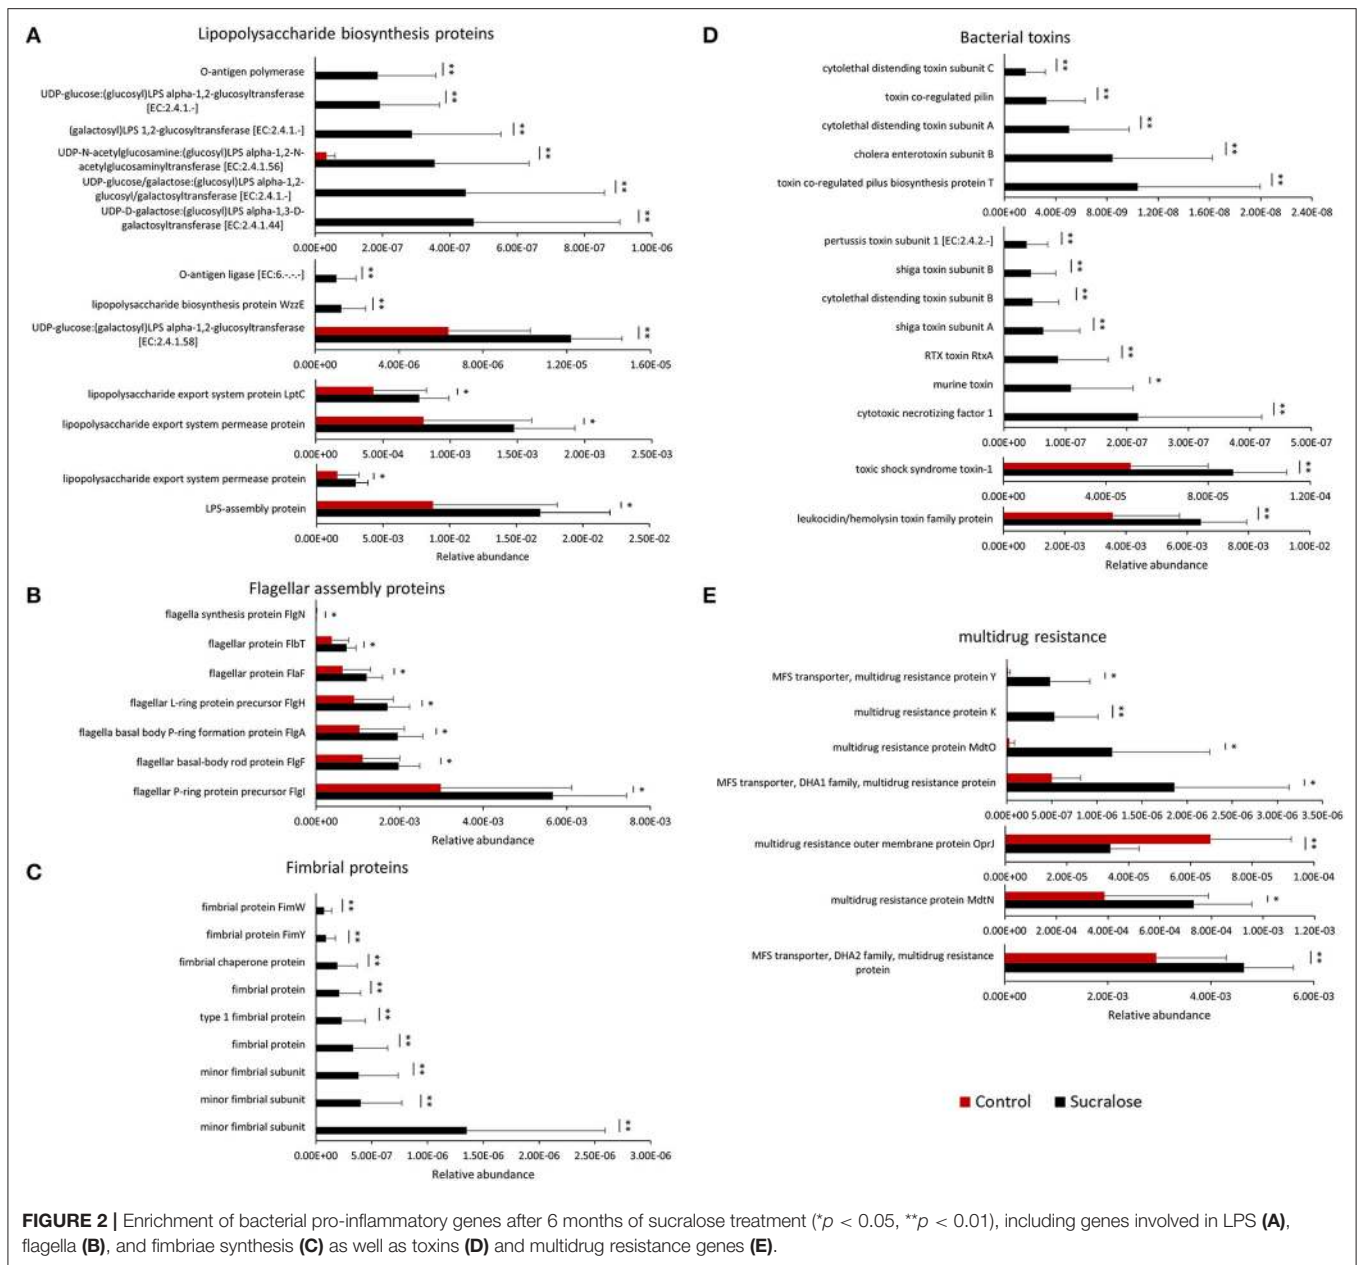 A
Lipopolysaccharide biosynthesis proteins
O-antigen polymerase
**
UDP-glucose:(glucosyl)LPS alpha-1,2-glucosyltransferase
[EC:2.4.1.-]
**
(galactosyl)LPS 1,2-glucosyltransferase [EC:2.4.1.-]
**
UDP-N-acetylglucosamine:(glucosyl)LPS alpha-1,2-N-
acetylglucosaminyltransferase [EC:2.4.1.56]
**
UDP-glucose/galactose:(glucosyl)LPS alpha-1,2-
glucosyl/galactosyltransferase [EC:2.4.1.-]
**
UDP-D-galactose:(glucosyl)LPS alpha-1,3-D-
galactosyltransferase [EC:2.4.1.44]
**
0.00E+00 2.00E-07 4.00E-07 6.00E-07 8.00E-07 1.00E-06
O-antigen ligase [EC:6.-.-.-]
**
lipopolysaccharide biosynthesis protein WzzE
**
UDP-glucose:(galactosyl)LPS alpha-1,2-glucosyltransferase
[EC:2.4.1.58]
**
0.00E+00 4.00E-06 8.00E-06 1.20E-05 1.60E-05
lipopolysaccharide export system protein LptC
*
lipopolysaccharide export system permease protein
*
0.00E+00 5.00E-04 1.00E-03 1.50E-03 2.00E-03 2.50E-03
lipopolysaccharide export system permease protein
*
LPS-assembly protein
*
0.00E+00 5.00E-03 1.00E-02 1.50E-02 2.00E-02 2.50E-02
Relative abundance
B
Flagellar assembly proteins
flagella synthesis protein FlgN
*
flagellar protein FlbT
*
flagellar protein FlaF
*
flagellar L-ring protein precursor FlgH
*
flagella basal body P-ring formation protein FlgA
*
flagellar basal-body rod protein FlgF
*
flagellar P-ring protein precursor FlgI
*
0.00E+00 2.00E-03 4.00E-03 6.00E-03 8.00E-03
Relative abundance
C
Fimbrial proteins
fimbrial protein FimW
**
fimbrial protein FimY
**
fimbrial chaperone protein
**
fimbrial protein
**
type 1 fimbrial protein
**
fimbrial protein
**
minor fimbrial subunit
**
minor fimbrial subunit
**
minor fimbrial subunit
**
0.00E+00 5.00E-07 1.00E-06 1.50E-06 2.00E-06 2.50E-06 3.00E-06
Relative abundance
D
Bacterial toxins
cytolethal distending toxin subunit C
**
toxin co-regulated pilin
**
cytolethal distending toxin subunit A
**
cholera enterotoxin subunit B
**
toxin co-regulated pilus biosynthesis protein T
**
0.00E+00 4.00E-09 8.00E-09 1.20E-08 1.60E-08 2.00E-08 2.40E-08
pertussis toxin subunit 1 [EC:2.4.2.-]
**
shiga toxin subunit B
**
cytolethal distending toxin subunit B
**
shiga toxin subunit A
**
RTX toxin RtxA
**
murine toxin
*
cytotoxic necrotizing factor 1
**
0.00E+00 1.00E-07 2.00E-07 3.00E-07 4.00E-07 5.00E-07
toxic shock syndrome toxin-1
**
0.00E+00 4.00E-05 8.00E-05 1.20E-04
leukocidin/hemolysin toxin family protein
**
0.00E+00 2.00E-03 4.00E-03 6.00E-03 8.00E-03 1.00E-02
Relative abundance
E
multidrug resistance
MFS transporter, multidrug resistance protein Y
*
multidrug resistance protein K
**
multidrug resistance protein MdtO
*
MFS transporter, DHA1 family, multidrug resistance protein
*
0.00E+00 5.00E-07 1.00E-06 1.50E-06 2.00E-06 2.50E-06 3.00E-06 3.50E-06
multidrug resistance outer membrane protein OprJ
**
0.00E+00 2.00E-05 4.00E-05 6.00E-05 8.00E-05 1.00E-04
multidrug resistance protein MdtN
*
0.00E+00 2.00E-04 4.00E-04 6.00E-04 8.00E-04 1.00E-03 1.20E-03
MFS transporter, DHA2 family, multidrug resistance
protein
**
0.00E+00 2.00E-03 4.00E-03 6.00E-03
Relative abundance
Control Sucralose
FIGURE 2 | Enrichment of bacterial pro-inflammatory genes after 6 months of sucralose treatment (*p < 0.05, **p < 0.01), including genes involved in LPS (A),
flagella (B), and fimbriae synthesis (C) as well as toxins (D) and multidrug resistance genes (E).